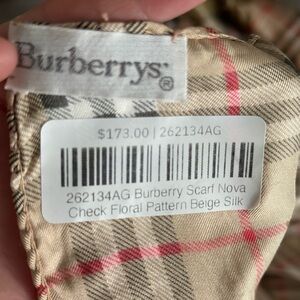 Burberrys®
$173.00 | 262134AG
262134AG Burberry Scarf Nova
Check Floral Pattern Beige Silk